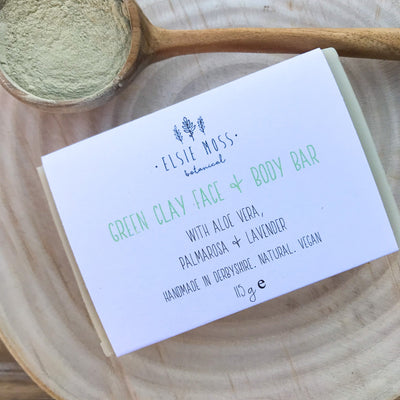 • ELSIE MOSS •
botanical
GREEN CLAY FACE & BODY BAR
WITH ALOE VERA,
PALMAROSA & LAVENDER
HANDMADE IN DERBYSHIRE. NATURAL. VEGAN
115g e